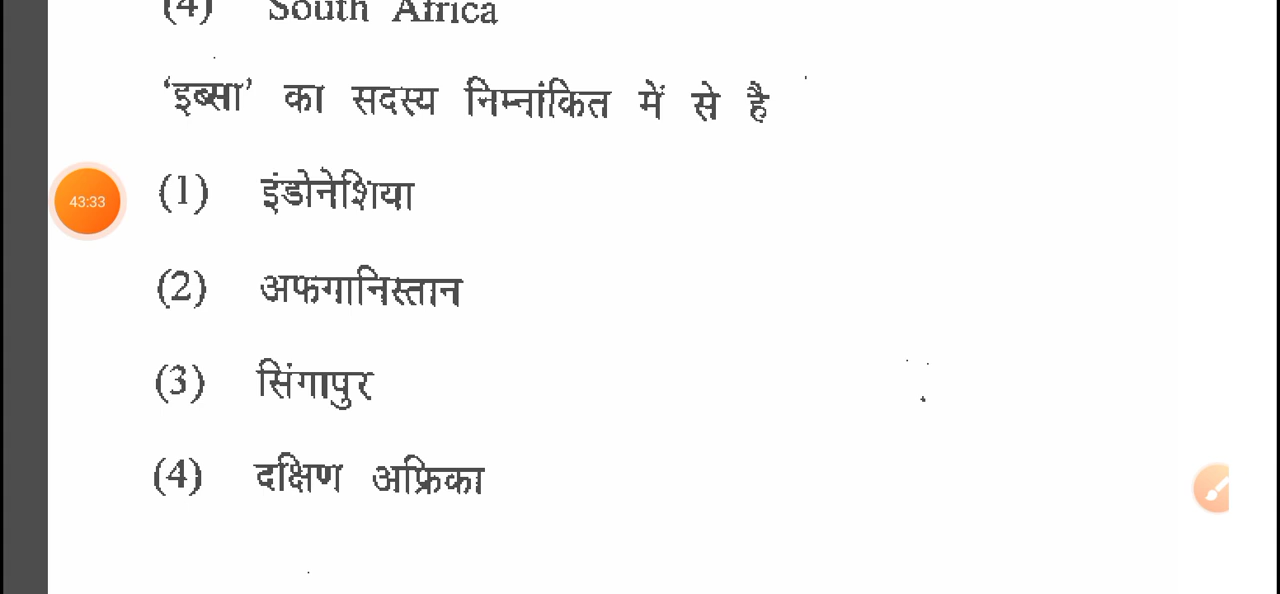 (4) South Africa
‘इब्सा’ का सदस्य निम्नांकित में से है
(1) इंडोनेशिया
43:33
(2) अफगानिस्तान
(3) सिंगापुर
(4) दक्षिण अफ्रिका